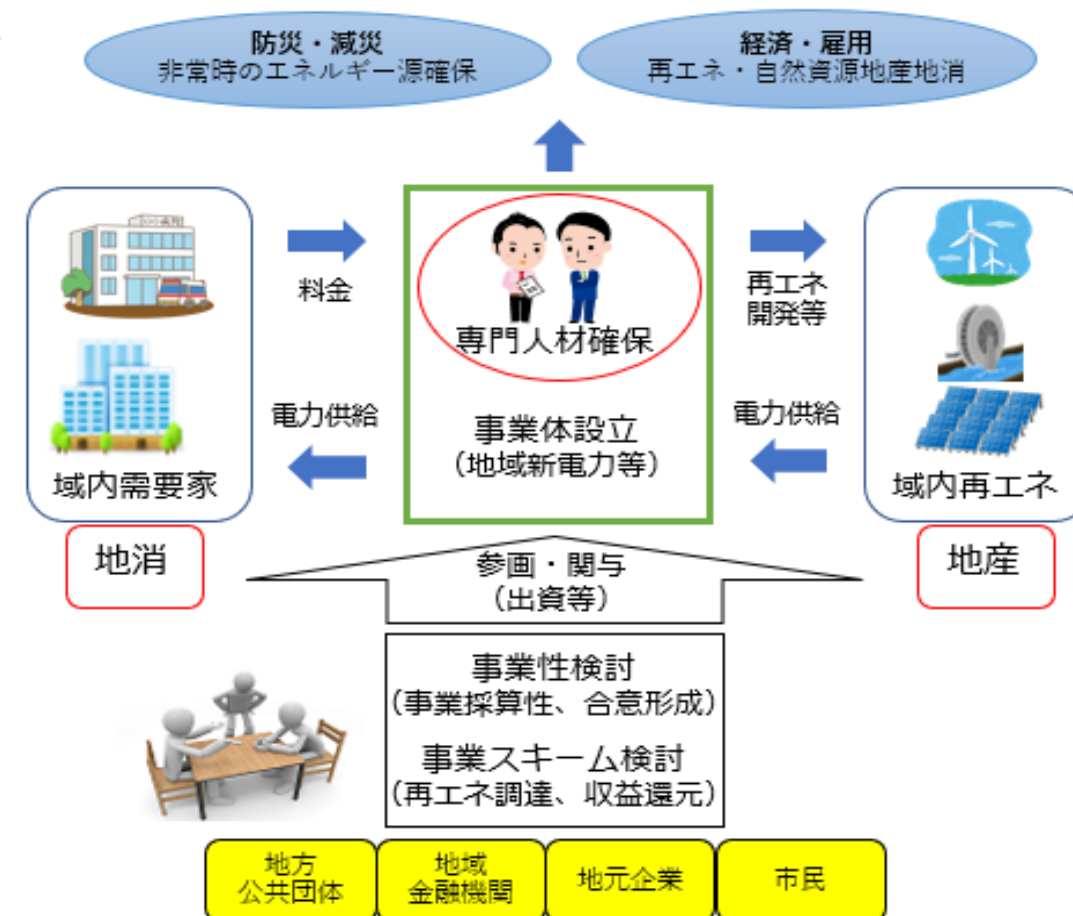 防災・減災
非常時のエネルギー源確保
経済・雇用
再エネ・自然資源地産地消
料金
電力供給
域内需要家
地消
専門人材確保
事業体設立
(地域新電力等)
再エネ
開発等
電力供給
域内再エネ
地産
参画・関与
(出資等)
事業性検討
(事業採算性、合意形成)
事業スキーム検討
(再エネ調達、収益還元)
地方
公共団体
地域
金融機関
地元企業
市民